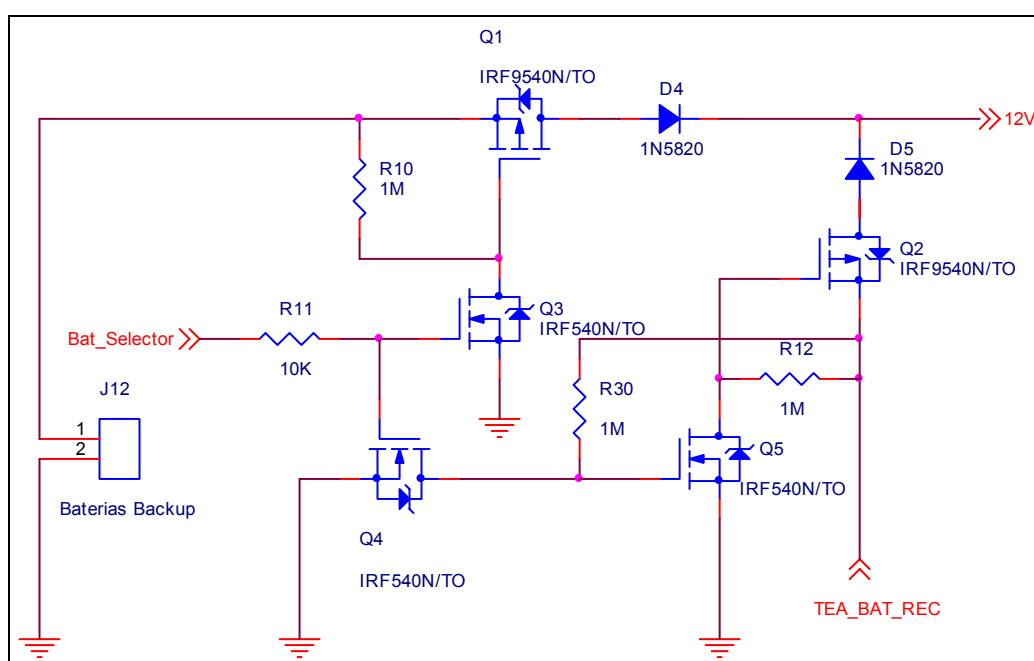 Q1
IRF9540N/TO
D4
1N5820
12V
D5
1N5820
R10
1M
Q2
IRF9540N/TO
Q3
IRF540N/TO
R11
Bat_Selector
10K
R12
1M
J12
1
2
R30
1M
Q5
IRF540N/TO
Baterias Backup
Q4
IRF540N/TO
TEA_BAT_REC